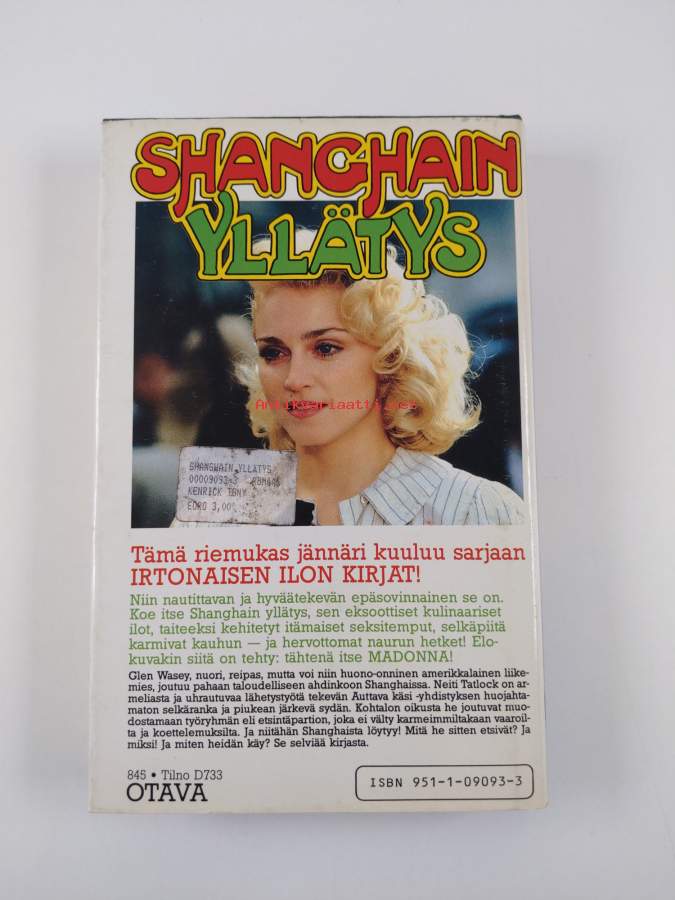 SHANGHAIN
YLLÄTYS
Antikvariaatti.net
SHANGHAIN YLLÄTYS
00009093-3
KENRICK TONY
EURO 3,00
Tämä riemukas jännäri kuuluu sarjaan
IRTONAISEN ILON KIRJAT!
Niin nautittavan ja hyväätekevän epäsovinnainen se on.
Koe itse Shanghain yllätys, sen eksoottiset kulinaariset
ilot, taiteeksi kehitetyt itämaiset seksitemput, selkäpiitä
karmivat kauhun — ja hervottomat naurun hetket! Elo-
kuvakin siitä on tehty: tähtenä itse MADONNA!
Glen Wasey, nuori, reipas, mutta voi niin huono-onninen amerikkalainen liike-
mies, joutuu pahaan taloudelliseen ahdinkoon Shanghaissa. Neiti Tatlock on ar-
meliasta ja uhrautuvaa lähetystyötä tekevän Auttava käsi -yhdistyksen huojahta-
maton selkäranka ja piukean järkevä sydän. Kohtalon oikusta he joutuvat muo-
dostamaan työryhmän eli etsintäpartion, joka ei välty karmeimmiltakaan vaaroil-
ta ja koettelemuksilta. Ja niitähän Shanghaista löytyy! Mitä he sitten etsivät? Ja
miksi! Ja miten heidän käy? Se selviää kirjasta.
845 • Tilno D733
OTAVA
ISBN 951-1-09093-3